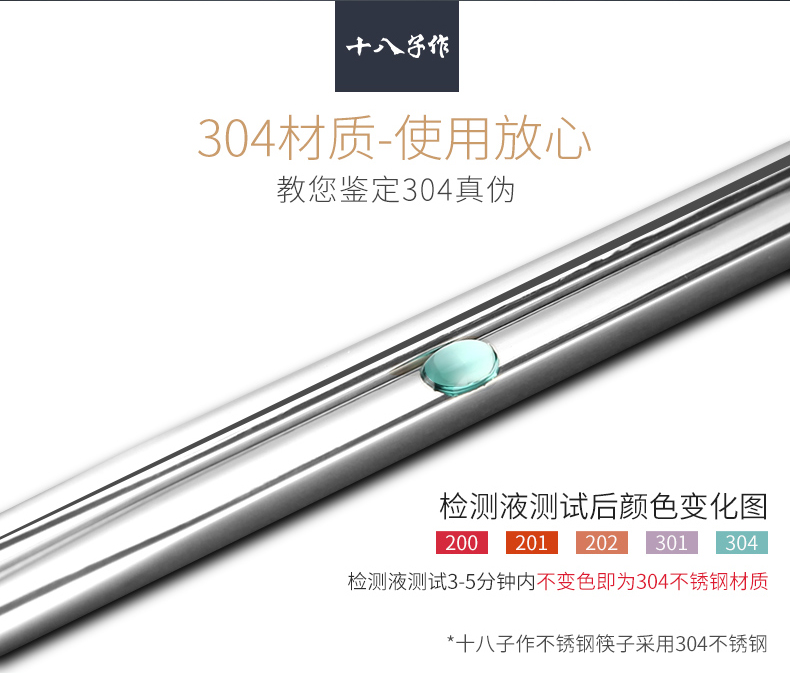 十八子作
304材质-使用放心
教您鉴定304真伪
检测液测试后颜色变化图
200 201 202 301 304
检测液测试3-5分钟内不变色即为304不锈钢材质
*十八子作不锈钢筷子采用304不锈钢